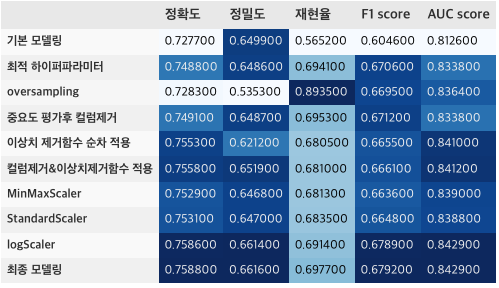 정확도 정밀도 재현율 F1 score AUC score
기본 모델링 0.727700 0.649900 0.565200 0.604600 0.812600
최적 하이퍼파라미터 0.748800 0.648600 0.694100 0.670600 0.833800
oversampling 0.728300 0.535300 0.893500 0.669500 0.836400
중요도 평가후 컬럼제거 0.749100 0.648700 0.695300 0.671200 0.833800
이상치 제거함수 순차 적용 0.755300 0.621200 0.680500 0.665500 0.841000
컬럼제거&이상치제거함수 적용 0.755800 0.651900 0.681000 0.666100 0.841200
MinMaxScaler 0.752900 0.646800 0.681300 0.663600 0.839000
StandardScaler 0.753100 0.647000 0.683500 0.664800 0.838800
logScaler 0.758600 0.661400 0.691400 0.678900 0.842900
최종 모델링 0.758800 0.661600 0.697700 0.679200 0.842900